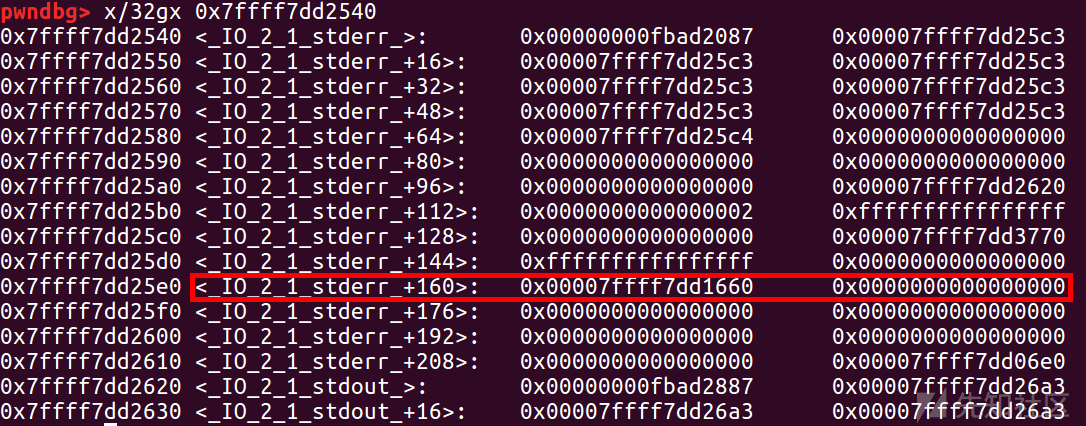 pwndbg> x/32gx 0x7ffff7dd2540
0x7ffff7dd2540 <_IO_2_1_stderr_>: 0x00000000fbad2087 0x00007ffff7dd25c3
0x7ffff7dd2550 <_IO_2_1_stderr_+16>: 0x00007ffff7dd25c3 0x00007ffff7dd25c3
0x7ffff7dd2560 <_IO_2_1_stderr_+32>: 0x00007ffff7dd25c3 0x00007ffff7dd25c3
0x7ffff7dd2570 <_IO_2_1_stderr_+48>: 0x00007ffff7dd25c3 0x00007ffff7dd25c3
0x7ffff7dd2580 <_IO_2_1_stderr_+64>: 0x00007ffff7dd25c4 0x0000000000000000
0x7ffff7dd2590 <_IO_2_1_stderr_+80>: 0x0000000000000000 0x0000000000000000
0x7ffff7dd25a0 <_IO_2_1_stderr_+96>: 0x0000000000000000 0x00007ffff7dd2620
0x7ffff7dd25b0 <_IO_2_1_stderr_+112>: 0x0000000000000002 0xffffffffffffffff
0x7ffff7dd25c0 <_IO_2_1_stderr_+128>: 0x0000000000000000 0x00007ffff7dd3770
0x7ffff7dd25d0 <_IO_2_1_stderr_+144>: 0xffffffffffffffff 0x0000000000000000
0x7ffff7dd25e0 <_IO_2_1_stderr_+160>: 0x00007ffff7dd1660 0x0000000000000000
0x7ffff7dd25f0 <_IO_2_1_stderr_+176>: 0x0000000000000000 0x0000000000000000
0x7ffff7dd2600 <_IO_2_1_stderr_+192>: 0x0000000000000000 0x0000000000000000
0x7ffff7dd2610 <_IO_2_1_stderr_+208>: 0x0000000000000000 0x00007ffff7dd06e0
0x7ffff7dd2620 <_IO_2_1_stdout_>: 0x00000000fbad2887 0x00007ffff7dd26a3
0x7ffff7dd2630 <_IO_2_1_stdout_+16>: 0x00007ffff7dd26a3 0x00007ffff7dd26a3
先知社区